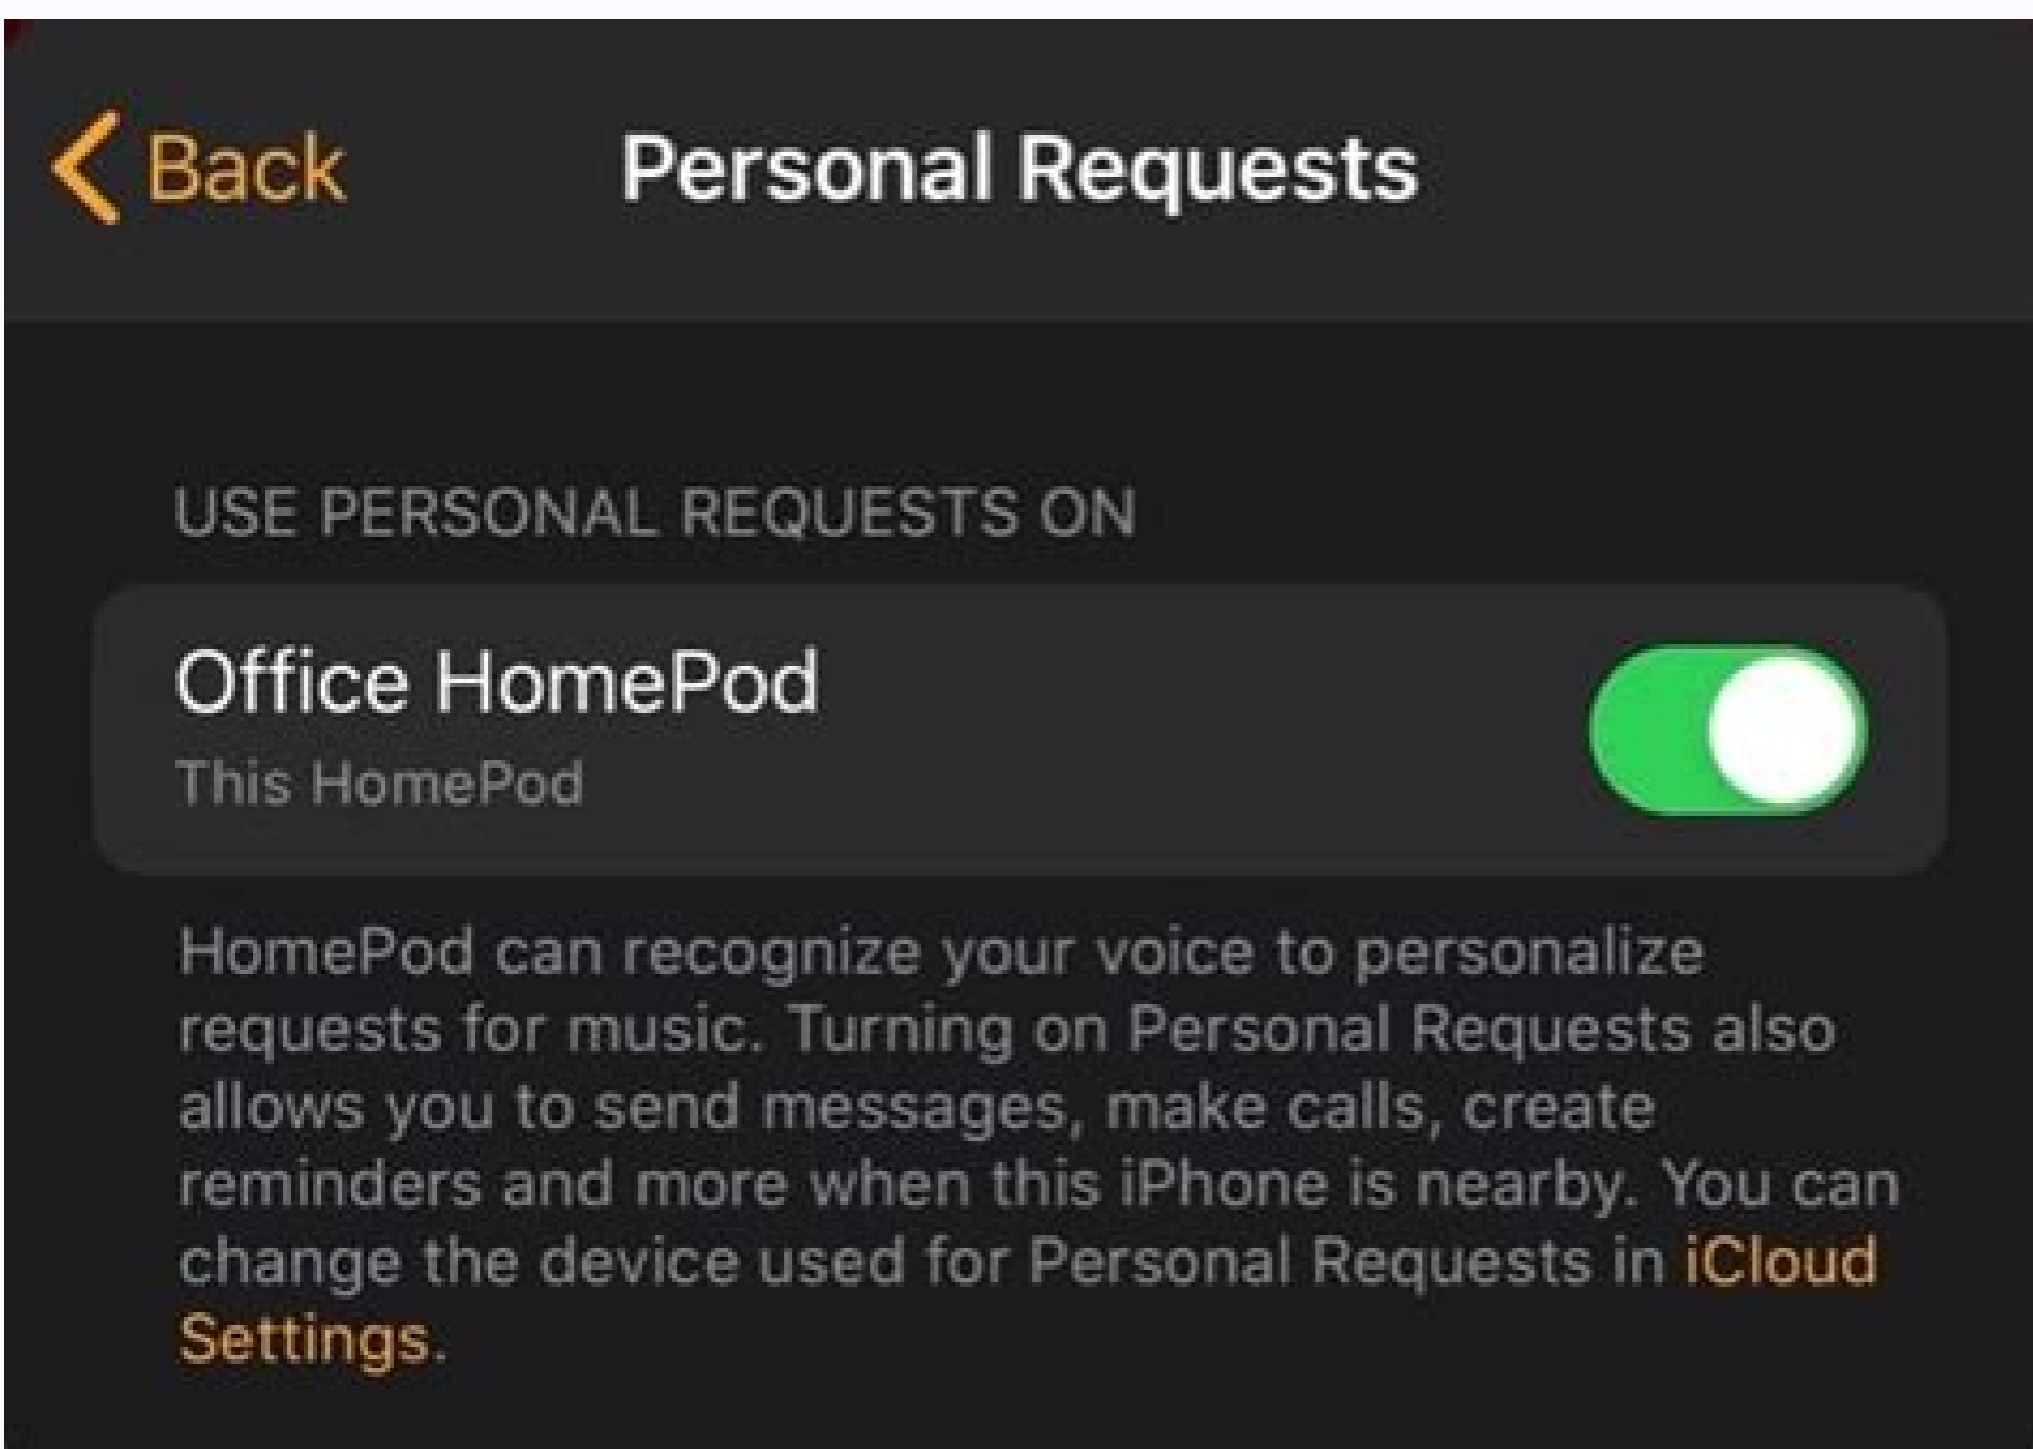 Back
Personal Requests
USE PERSONAL REQUESTS ON
Office HomePod
This HomePod
HomePod can recognize your voice to personalize
requests for music. Turning on Personal Requests also
allows you to send messages, make calls, create
reminders and more when this iPhone is nearby. You can
change the device used for Personal Requests in iCloud
Settings.